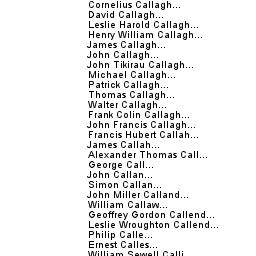 Cornelius Callagh...
David Callagh...
Leslie Harold Callagh...
Henry William Callagh...
James Callagh...
John Callagh...
John Tikirau Callagh...
Michael Callagh...
Patrick Callagh...
Thomas Callagh...
Walter Callagh...
Frank Colin Callagh...
John Francis Callagh...
Francis Hubert Callah...
James Callah...
Alexander Thomas Call...
George Call...
John Callan...
Simon Callan...
John Miller Calland...
William Callaw...
Geoffrey Gordon Callend...
Leslie Wroughton Callend...
Philip Calle...
Ernest Calles...
William Sewell Calli...